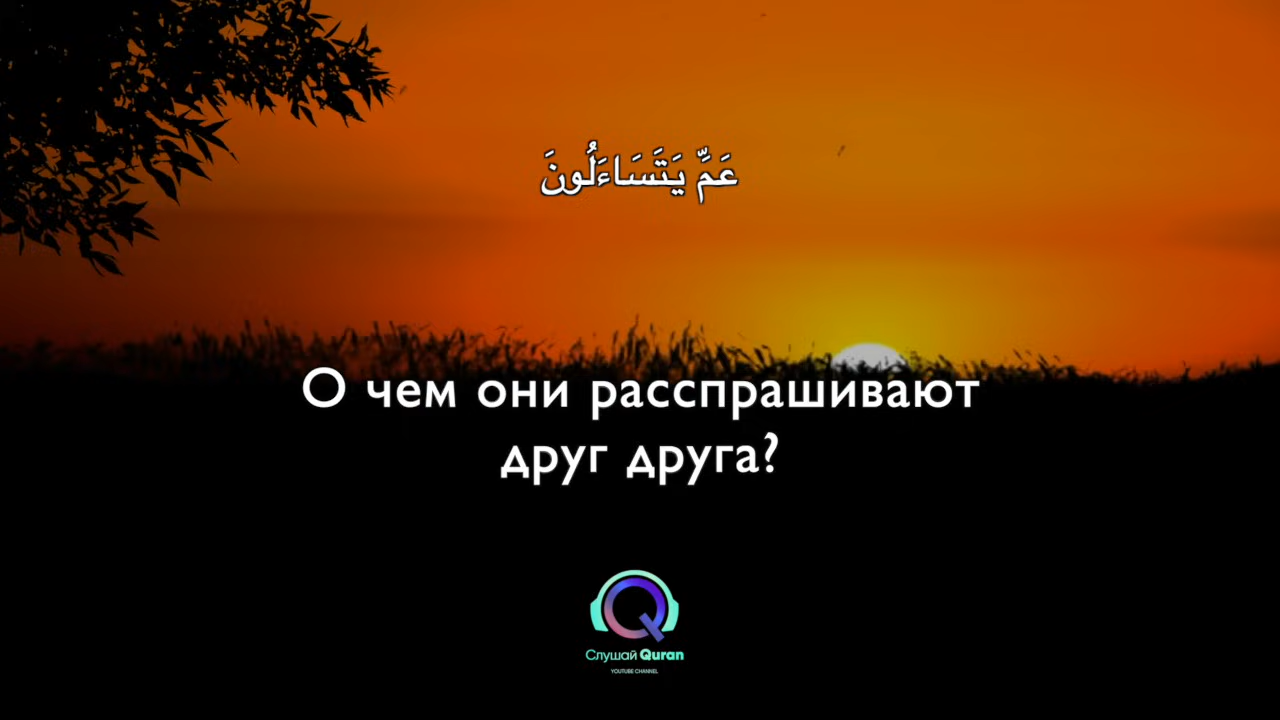 عَمَّ يَتَسَاءَلُونَ
О чем они расспрашивают
друг друга?
Слушай Quran
YOUTUBE CHANNEL